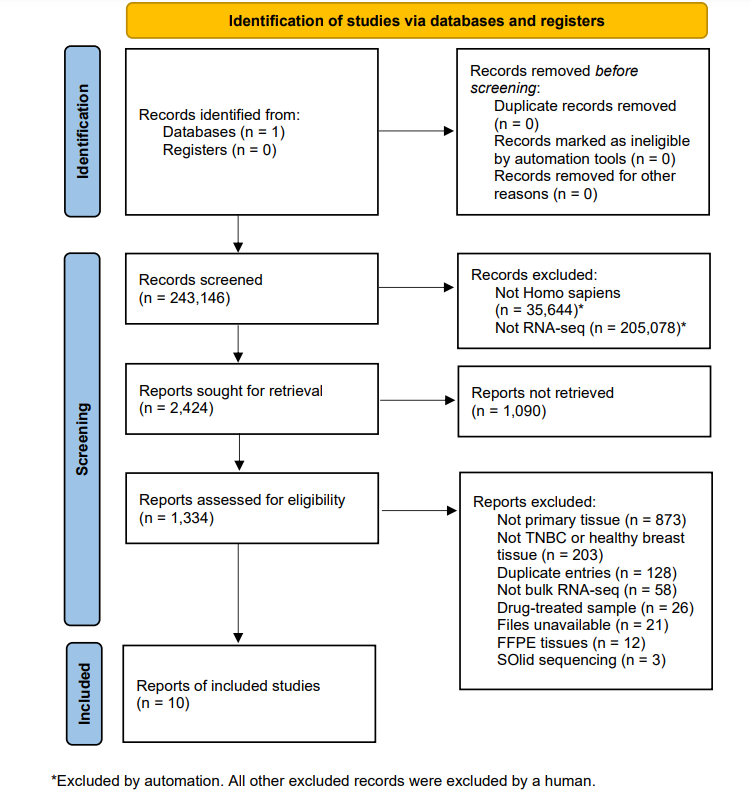 Identification of studies via databases and registers
Identification
Records identified from:
Databases (n = 1)
Registers (n = 0)
Records removed before
screening:
Duplicate records removed
(n = 0)
Records marked as ineligible
by automation tools (n = 0)
Records removed for other
reasons (n = 0)
Screening
Records screened
(n = 243,146)
Records excluded:
Not Homo sapiens
(n = 35,644)*
Not RNA-seq (n = 205,078)*
Reports sought for retrieval
(n = 2,424)
Reports not retrieved
(n = 1,090)
Reports assessed for eligibility
(n = 1,334)
Reports excluded:
Not primary tissue (n = 873)
Not TNBC or healthy breast
tissue (n = 203)
Duplicate entries (n = 128)
Not bulk RNA-seq (n = 58)
Drug-treated sample (n = 26)
Files unavailable (n = 21)
FFPE tissues (n = 12)
SOlid sequencing (n = 3)
Included
Reports of included studies
(n = 10)
*Excluded by automation. All other excluded records were excluded by a human.